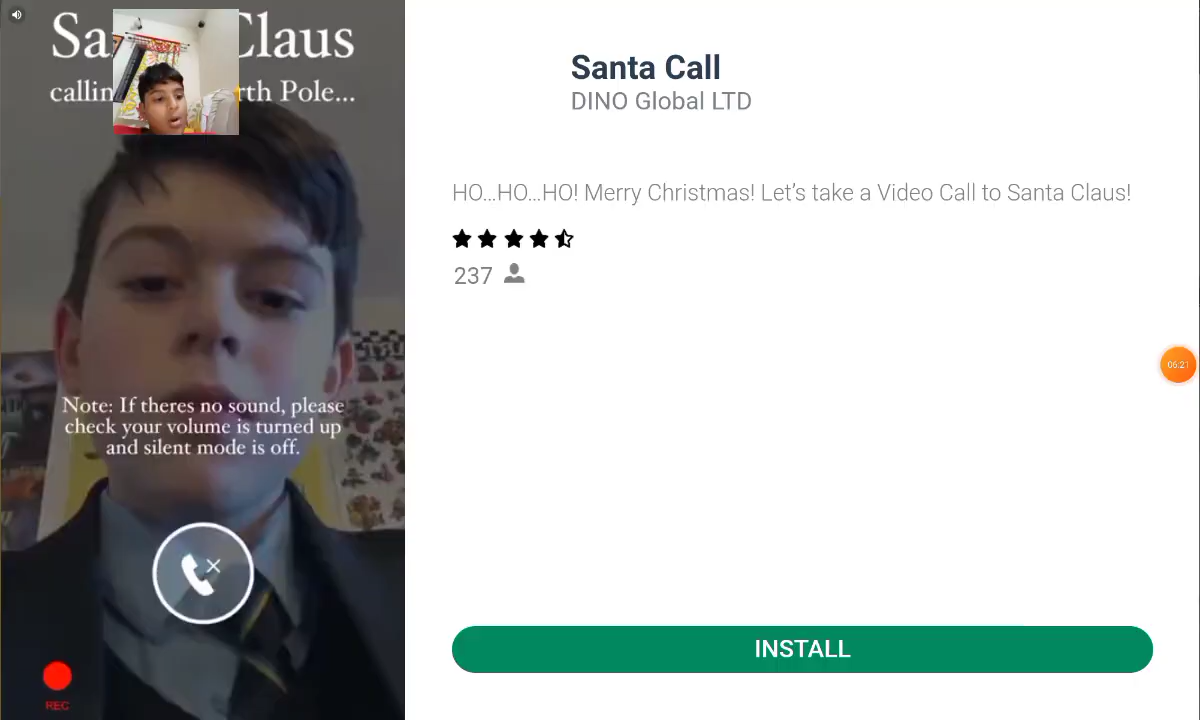 Sa Claus
callin rth Pole...
Note: If theres no sound, please
check your volume is turned up
and silent mode is off.
REC
Santa Call
DINO Global LTD
HO...HO...HO! Merry Christmas! Let's take a Video Call to Santa Claus!
237
INSTALL
06:21